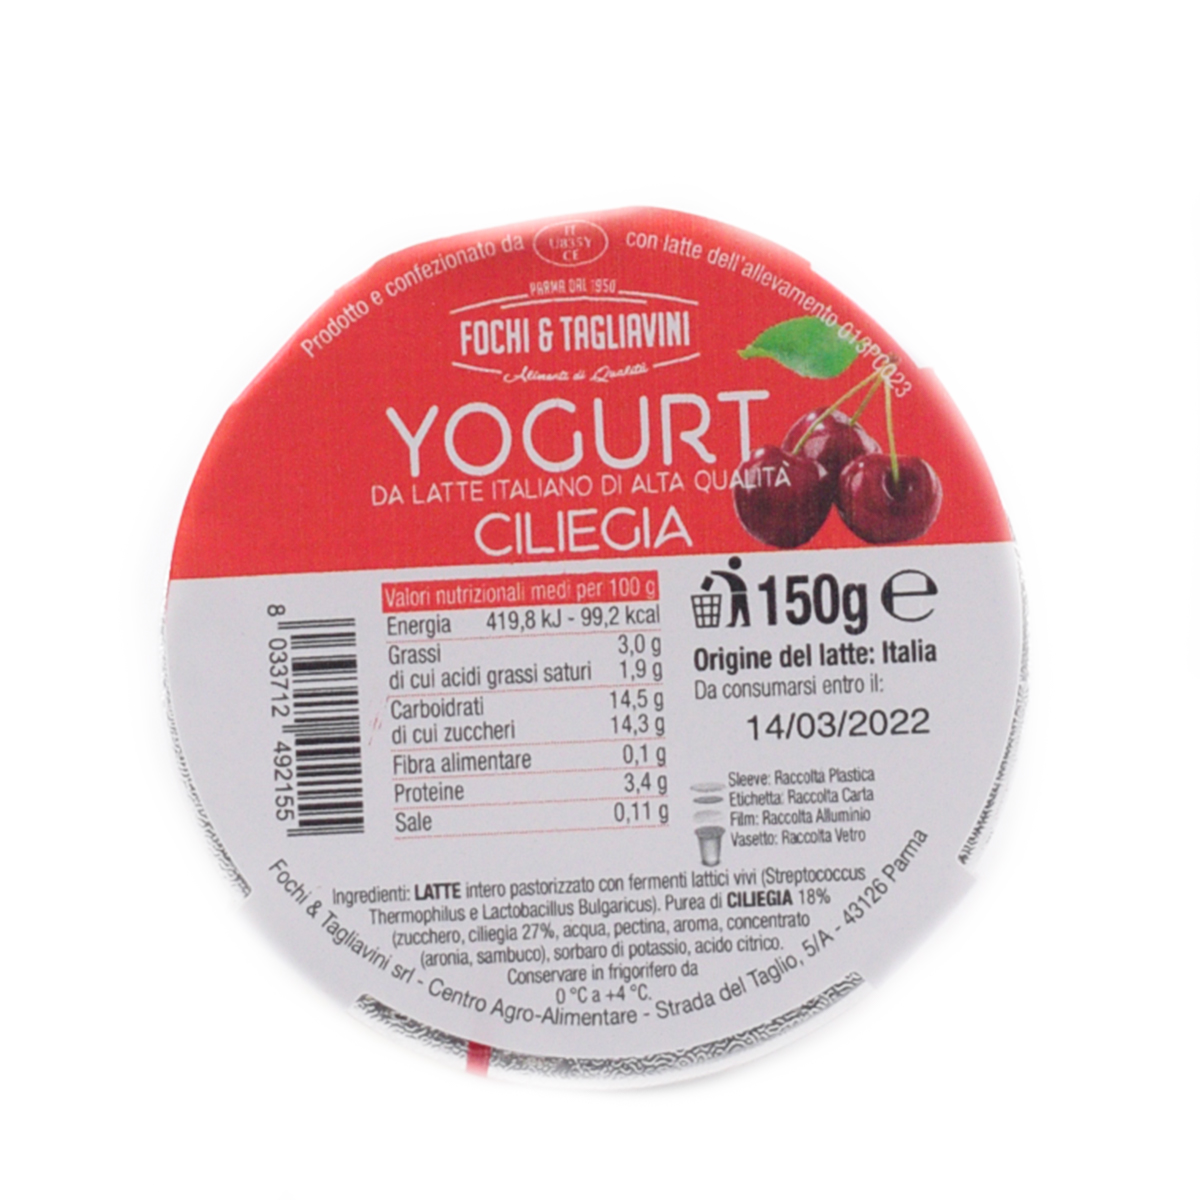 Prodotto e confezionato da
IT
U835Y
CE
con latte dell'allevamento 013PC023
PARMA DAL 1950
FOCHI & TAGLIAVINI
Alimenti di Qualità
YOGURT
DA LATTE ITALIANO DI ALTA QUALITÀ
CILIEGIA
8 033712 492155
Valori nutrizionali medi per 100 g
Energia 419,8 kJ - 99,2 kcal
Grassi 3,0 g
di cui acidi grassi saturi 1,9 g
Carboidrati 14,5 g
di cui zuccheri 14,3 g
Fibra alimentare 0,1 g
Proteine 3,4 g
Sale 0,11 g
150g e
Origine del latte: Italia
Da consumarsi entro il:
14/03/2022
Sleeve: Raccolta Plastica
Etichetta: Raccolta Carta
Film: Raccolta Alluminio
Vasetto: Raccolta Vetro
Ingredienti: LATTE intero pastorizzato con fermenti lattici vivi (Streptococcus
Thermophilus e Lactobacillus Bulgaricus). Purea di CILIEGIA 18%
(zucchero, ciliegia 27%, acqua, pectina, aroma, concentrato
(aronia, sambuco), sorbaro di potassio, acido citrico.
Conservare in frigorifero da
0 °C a +4 °C.
Fochi & Tagliavini srl - Centro Agro-Alimentare - Strada del Taglio, 5/A - 43126 Parma